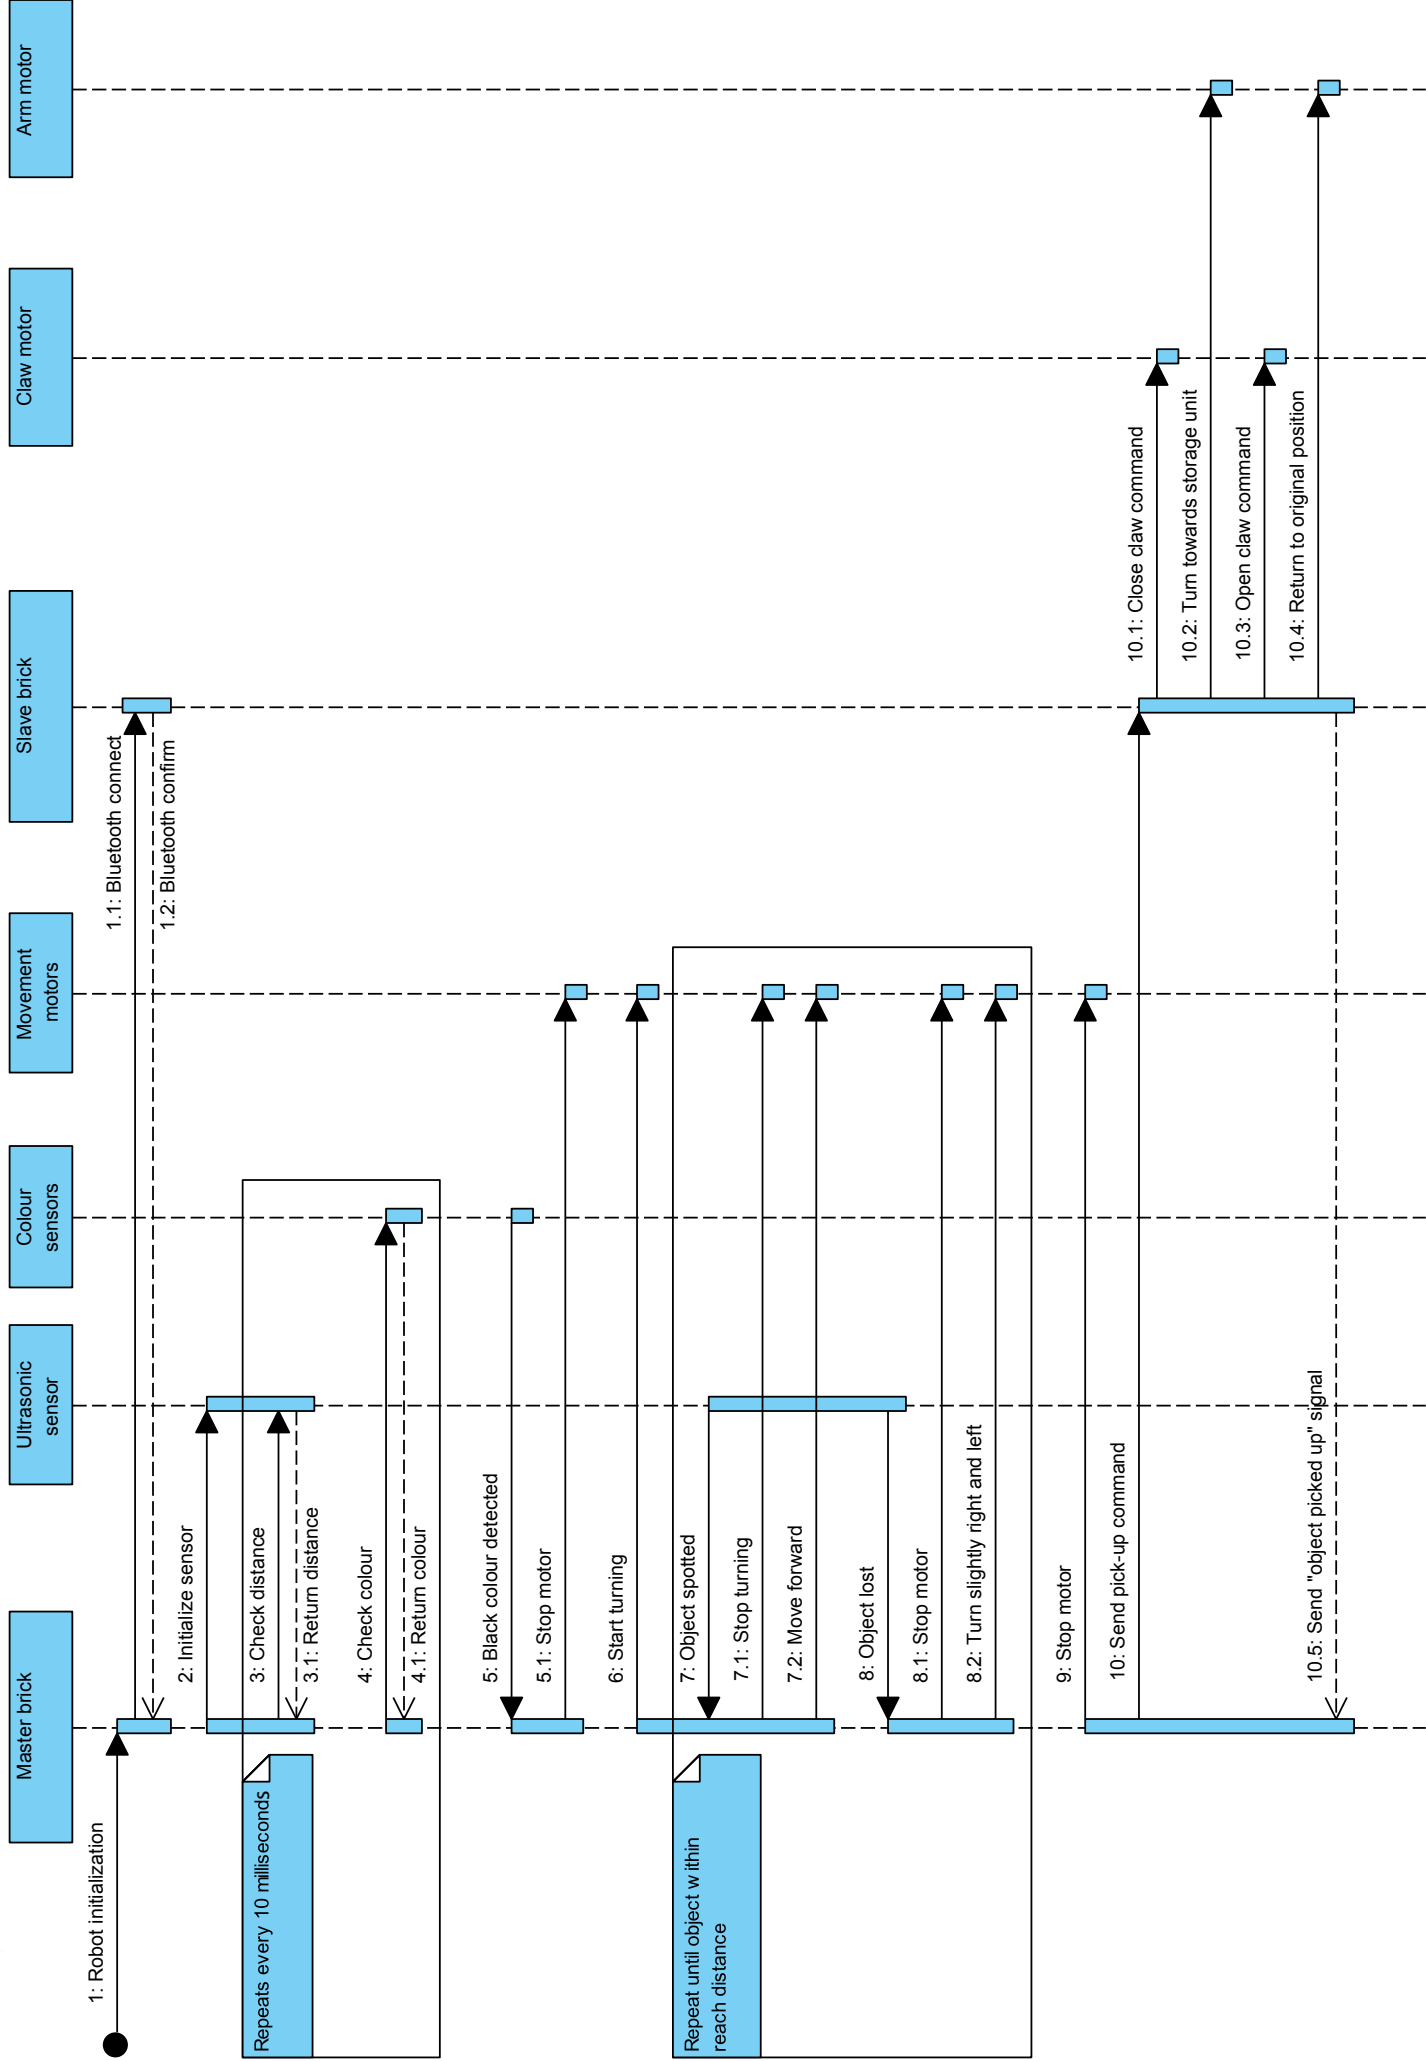 Master brick
Ultrasonic
sensor
Colour
sensors
Movement
motors
Slave brick
Claw motor
Arm motor
1: Robot initialization
1.1: Bluetooth connect
1.2: Bluetooth confirm
2: Initialize sensor
Repeats every 10 milliseconds
3: Check distance
3.1: Return distance
4: Check colour
4.1: Return colour
5: Black colour detected
5.1: Stop motor
6: Start turning
Repeat until object within
reach distance
7: Object spotted
7.1: Stop turning
7.2: Move forward
8: Object lost
8.1: Stop motor
8.2: Turn slightly right and left
9: Stop motor
10: Send pick-up command
10.1: Close claw command
10.2: Turn towards storage unit
10.3: Open claw command
10.4: Return to original position
10.5: Send "object picked up" signal